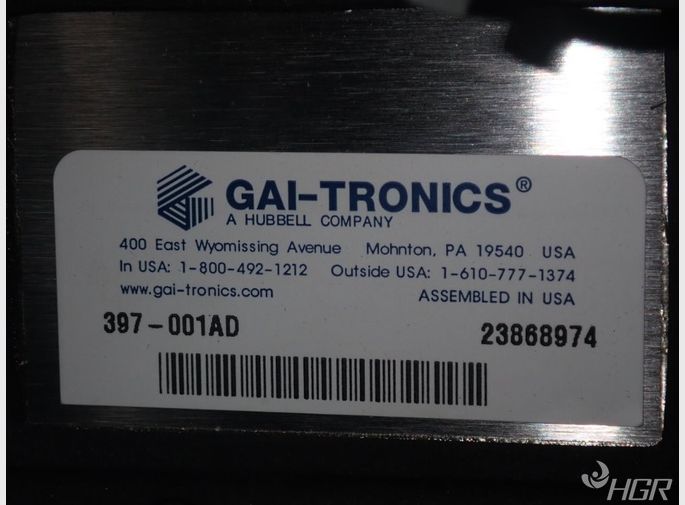 GAI-TRONICS®
A HUBBELL COMPANY
400 East Wyomissing Avenue Mohnton, PA 19540 USA
In USA: 1-800-492-1212 Outside USA: 1-610-777-1374
www.gai-tronics.com ASSEMBLED IN USA
397-001AD 23868974
HGR